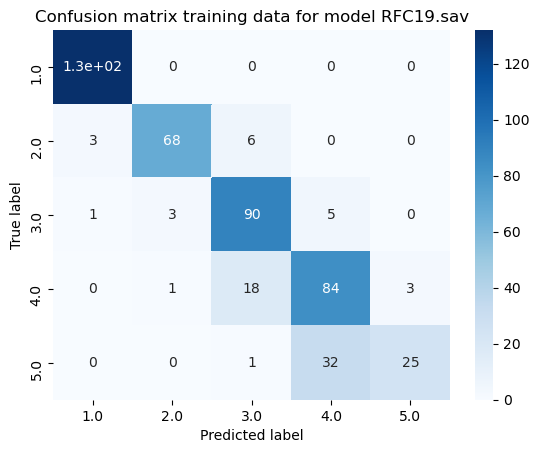 Confusion matrix training data for model RFC19.sav
1.3e+02 0 0 0 0
3 68 6 0 0
1 3 90 5 0
0 1 18 84 3
0 0 1 32 25
1.0
2.0
3.0
4.0
5.0
True label
1.0 2.0 3.0 4.0 5.0
Predicted label
120
100
80
60
40
20
0